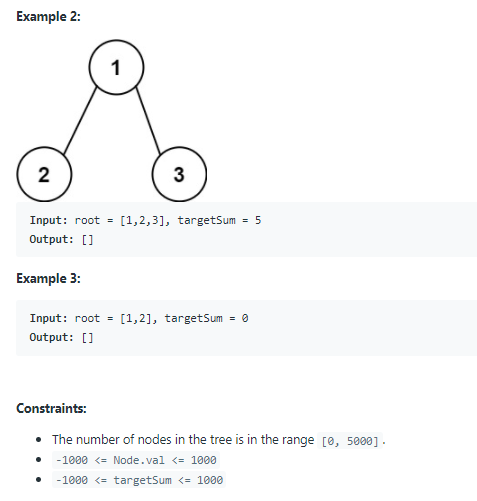 Example 2:
1
2 3
Input: root = [1,2,3], targetSum = 5
Output: []
Example 3:
Input: root = [1,2], targetSum = 0
Output: []
Constraints:
• The number of nodes in the tree is in the range [0, 5000].
• -1000 <= Node.val <= 1000
• -1000 <= targetSum <= 1000